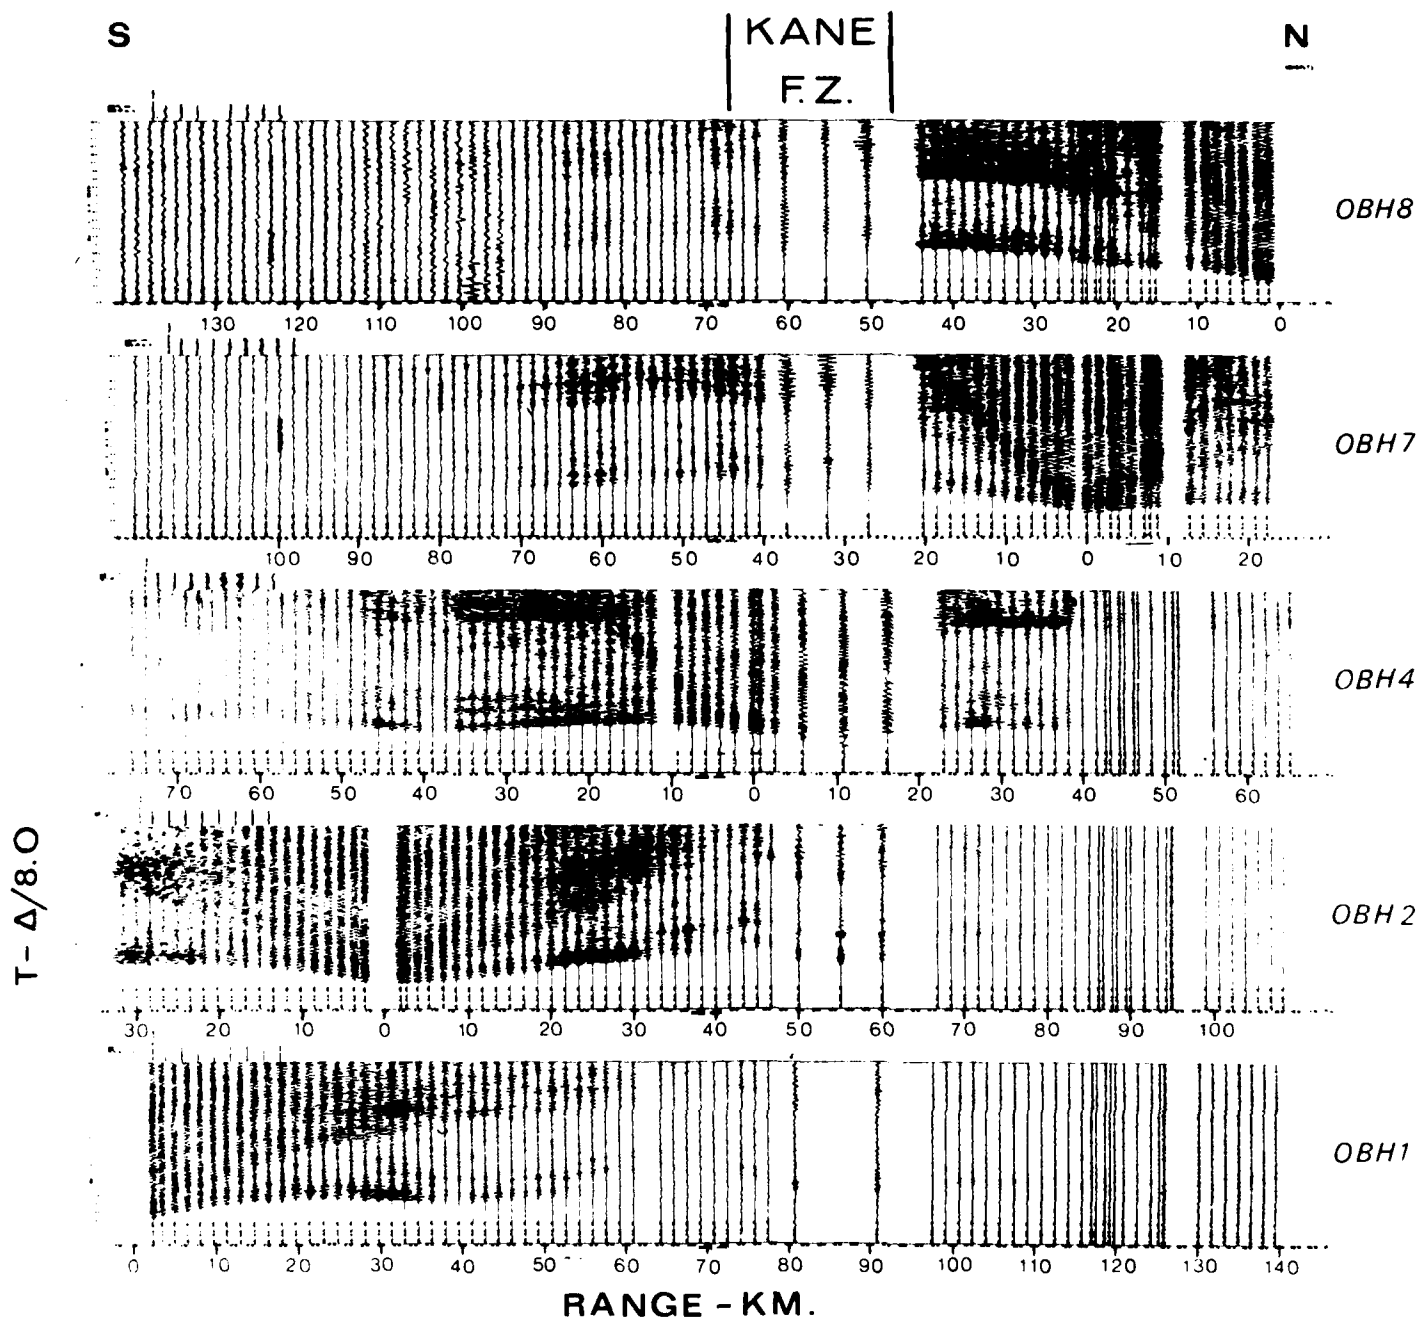 S
KANE
F.Z.
N
OBH8
130 120 110 100 90 80 70 60 50 40 30 20 10 0
OBH7
100 90 80 70 60 50 40 30 20 10 0 10 20
OBH4
70 60 50 40 30 20 10 0 10 20 30 40 50 60
OBH2
30 20 10 0 10 20 30 40 50 60 70 80 90 100
OBH1
0 10 20 30 40 50 60 70 80 90 100 110 120 130 140
T-Δ/8.0
RANGE - KM.